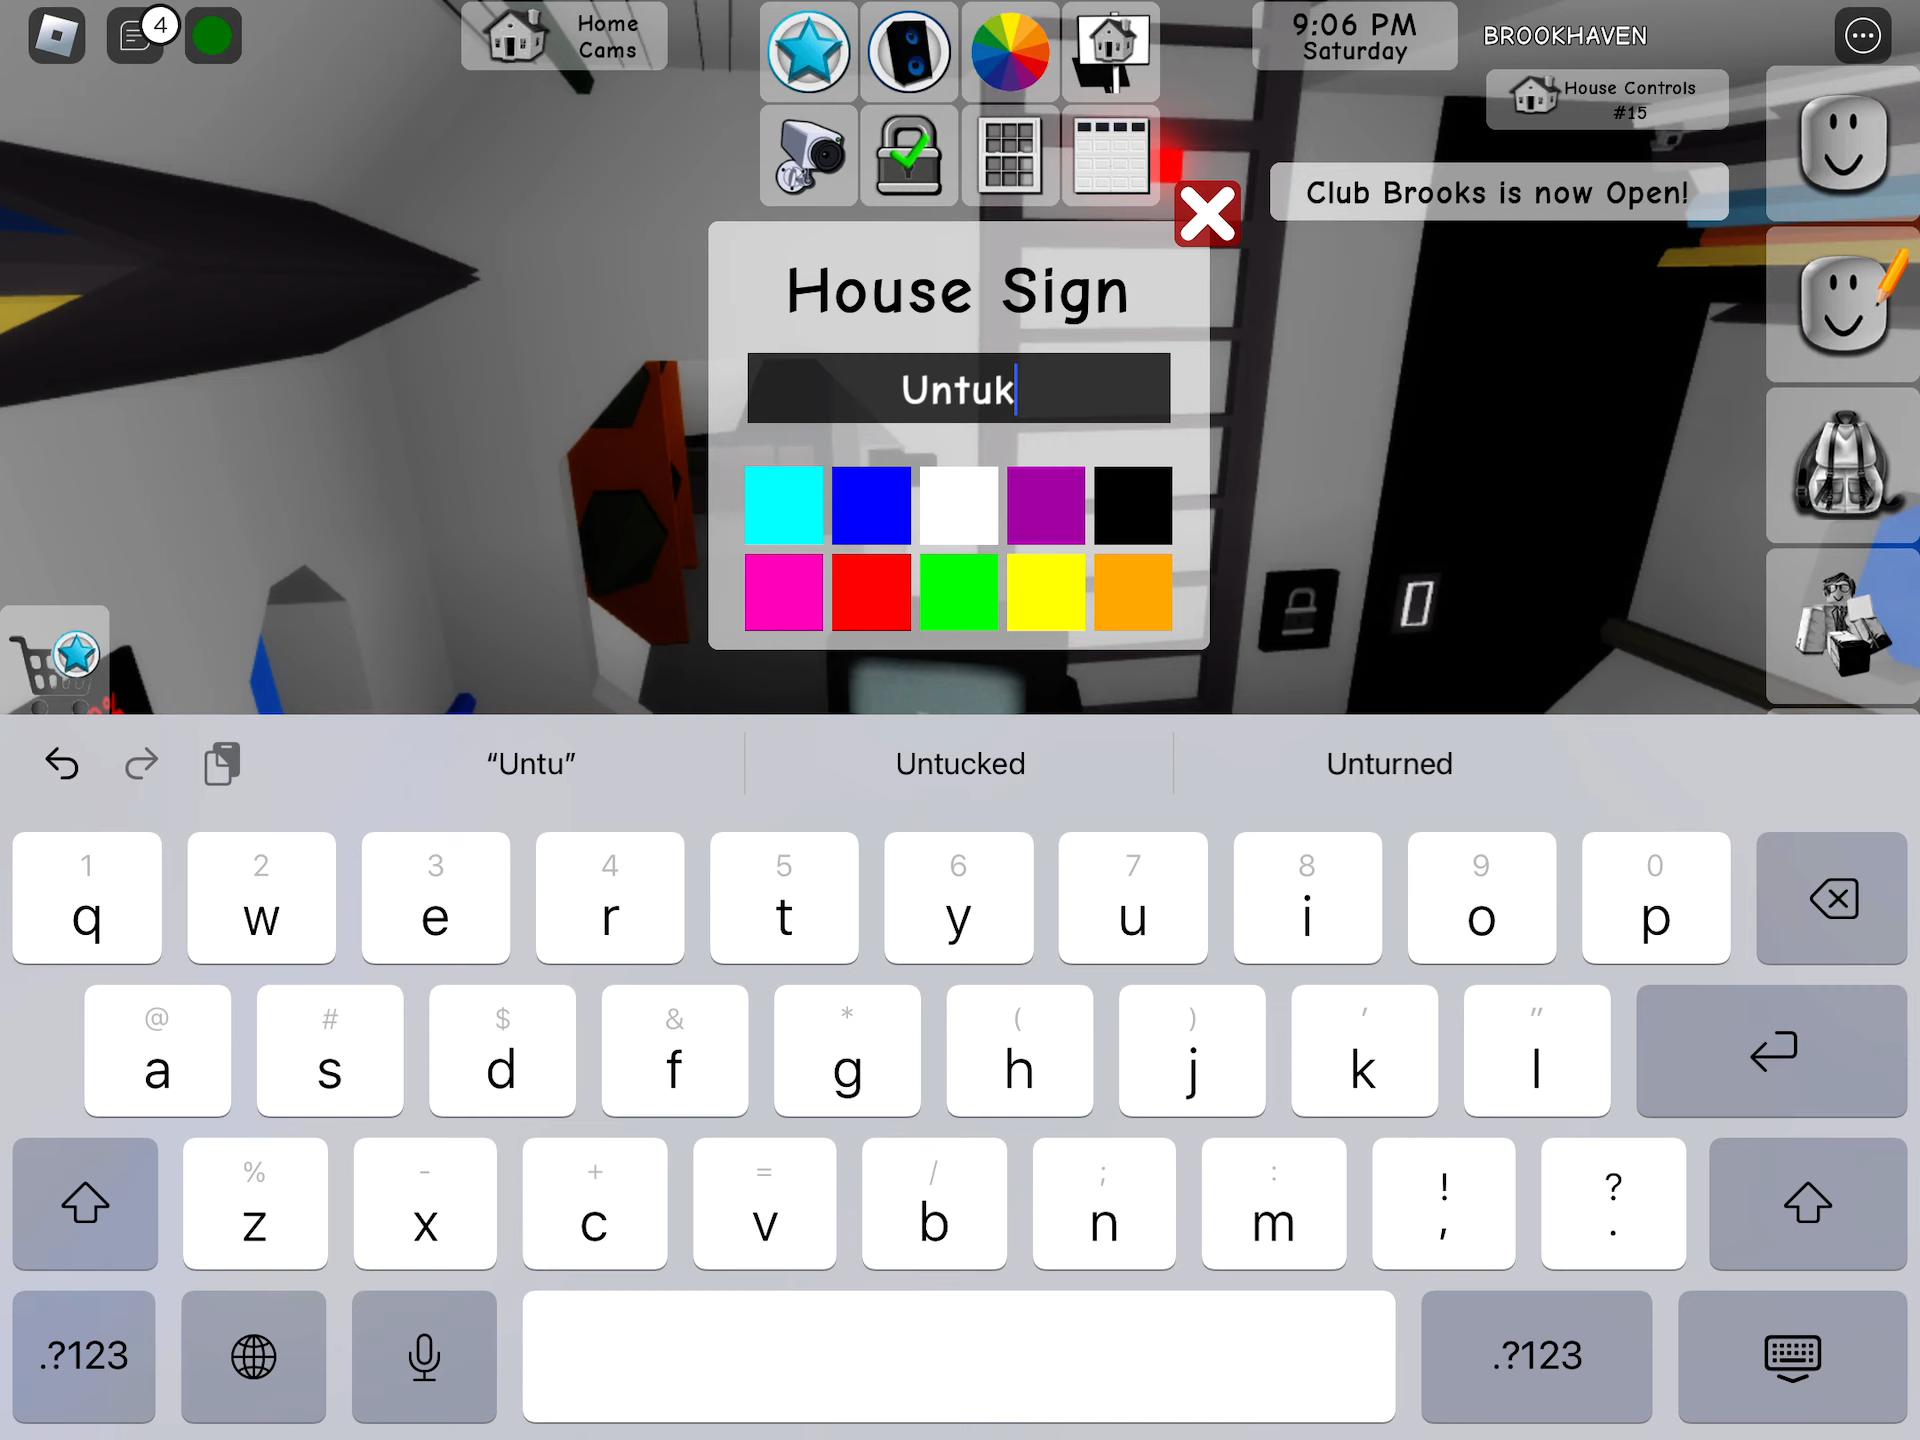 4
Home
Cams
9:06 PM
Saturday
BROOKHAVEN
House Controls
#15
Club Brooks is now Open!
House Sign
Untuk
“Untu”
Untucked
Unturned
1 2 3 4 5 6 7 8 9 0
q w e r t y u i o p
@ # $ & * ( ) ' "
a s d f g h j k l
% - + = / ; : ! ?
z x c v b n m , .
.?123
.?123